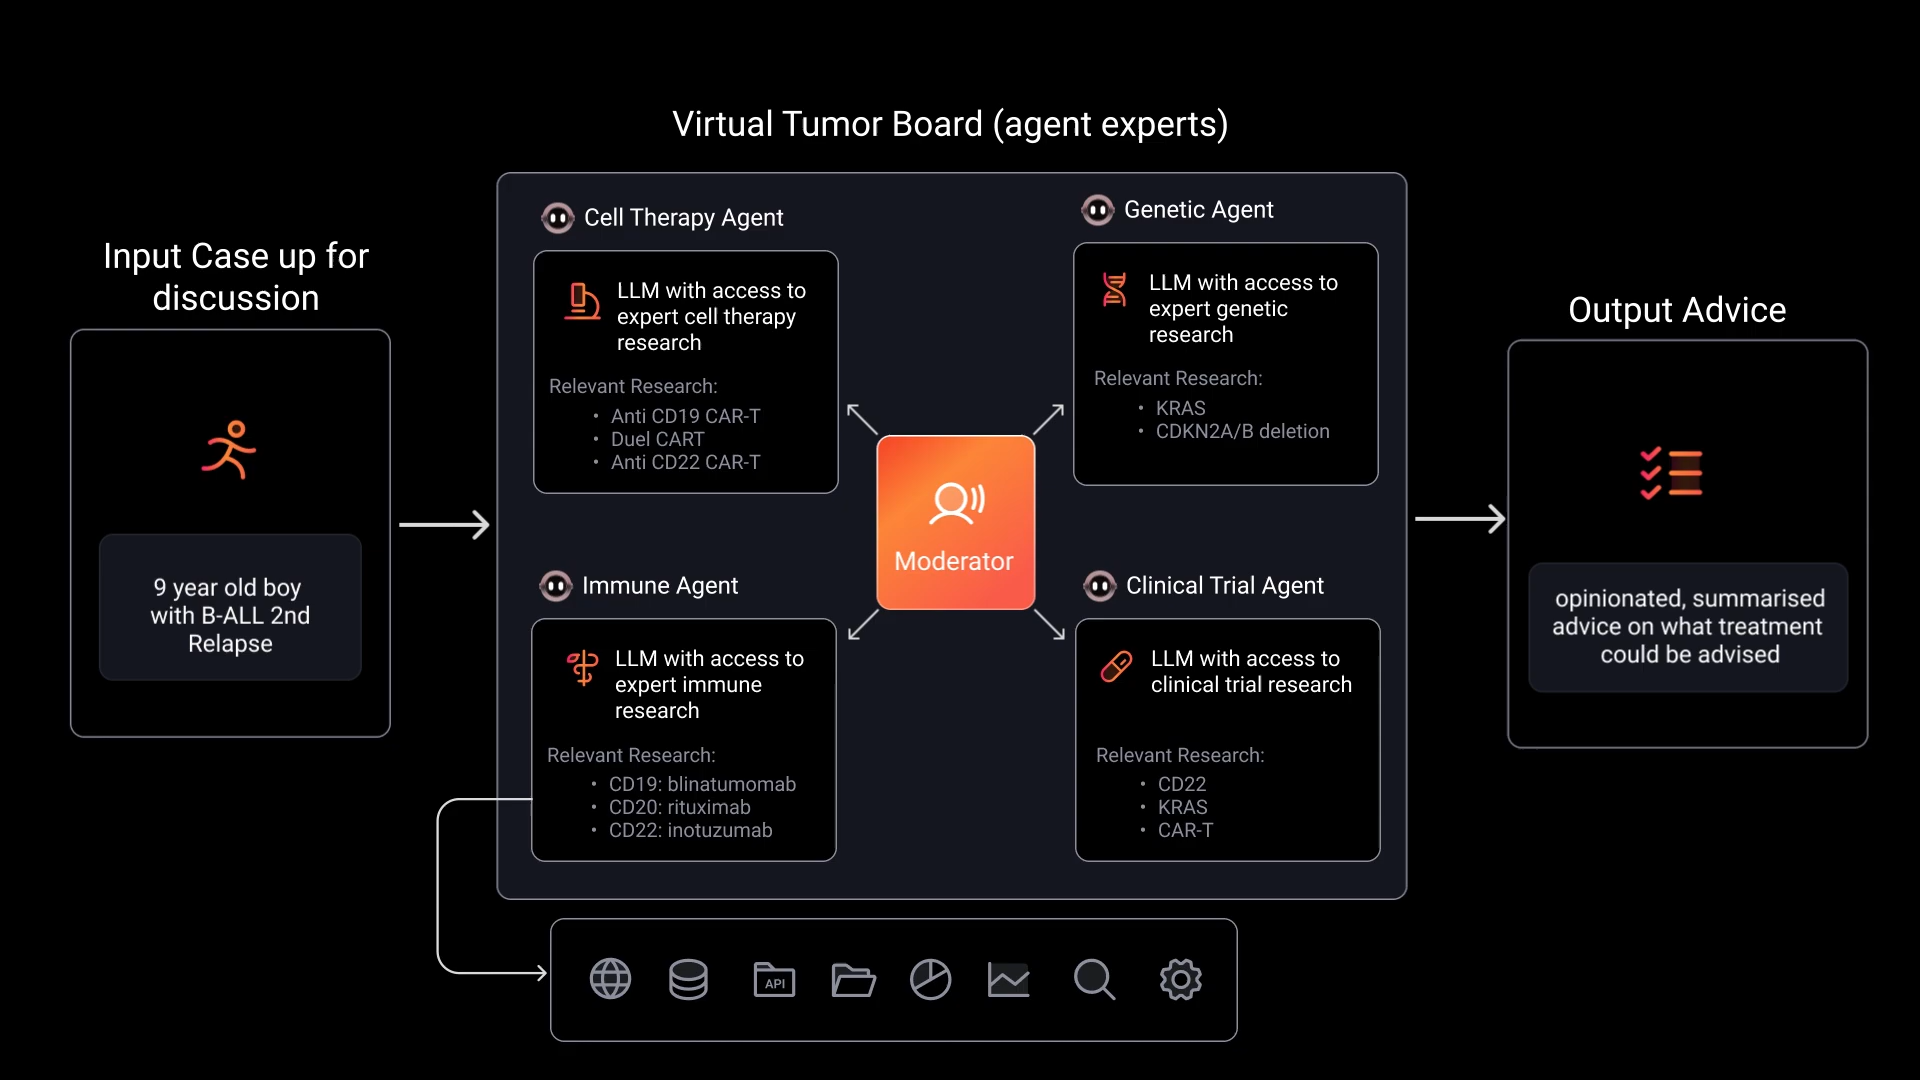 Virtual Tumor Board (agent experts)
Input Case up for
discussion
9 year old boy
with B-ALL 2nd
Relapse
Cell Therapy Agent
LLM with access to
expert cell therapy
research
Relevant Research:
• Anti CD19 CAR-T
• Duel CART
• Anti CD22 CAR-T
Genetic Agent
LLM with access to
expert genetic
research
Relevant Research:
• KRAS
• CDKN2A/B deletion
Moderator
Immune Agent
LLM with access to
expert immune
research
Relevant Research:
• CD19: blinatumomab
• CD20: rituximab
• CD22: inotuzumab
Clinical Trial Agent
LLM with access to
clinical trial research
Relevant Research:
• CD22
• KRAS
• CAR-T
API
Output Advice
opinionated, summarised
advice on what treatment
could be advised